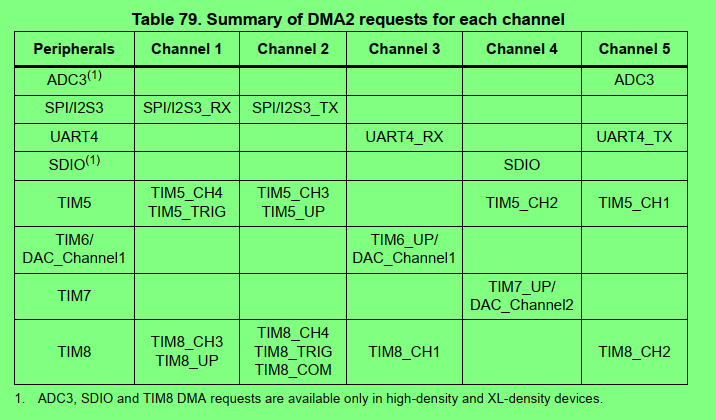 Table 79. Summary of DMA2 requests for each channel
Peripherals Channel 1 Channel 2 Channel 3 Channel 4 Channel 5
ADC3(1) ADC3
SPI/I2S3 SPI/I2S3_RX SPI/I2S3_TX
UART4 UART4_RX UART4_TX
SDIO(1) SDIO
TIM5 TIM5_CH4 TIM5_TRIG TIM5_CH3 TIM5_UP TIM5_CH2 TIM5_CH1
TIM6/ DAC_Channel1 TIM6_UP/ DAC_Channel1
TIM7 TIM7_UP/ DAC_Channel2
TIM8 TIM8_CH3 TIM8_UP TIM8_CH4 TIM8_TRIG TIM8_COM TIM8_CH1 TIM8_CH2
1. ADC3, SDIO and TIM8 DMA requests are available only in high-density and XL-density devices.